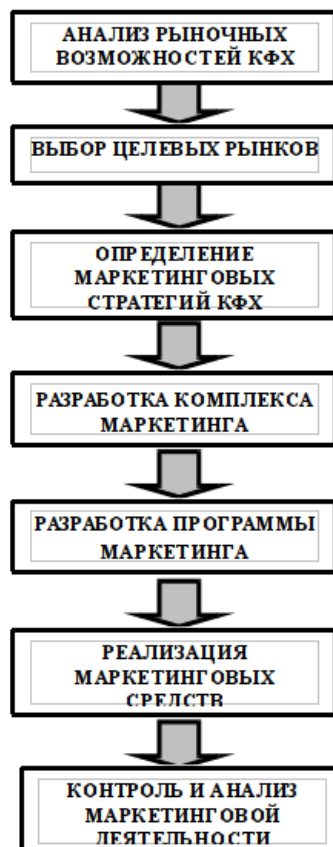 АНАЛИЗ РЫНОЧНЫХ
ВОЗМОЖНОСТЕЙ КФХ
ВЫБОР ЦЕЛЕВЫХ РЫНКОВ
ОПРЕДЕЛЕНИЕ
МАРКЕТИНГОВЫХ
СТРАТЕГИЙ КФХ
РАЗРАБОТКА КОМПЛЕКСА
МАРКЕТИНГА
РАЗРАБОТКА ПРОГРАММЫ
МАРКЕТИНГА
РЕАЛИЗАЦИЯ
МАРКЕТИНГОВЫХ
СРЕДСТВ
КОНТРОЛЬ И АНАЛИЗ
МАРКЕТИНГОВОЙ
ДЕЯТЕЛЬНОСТИ